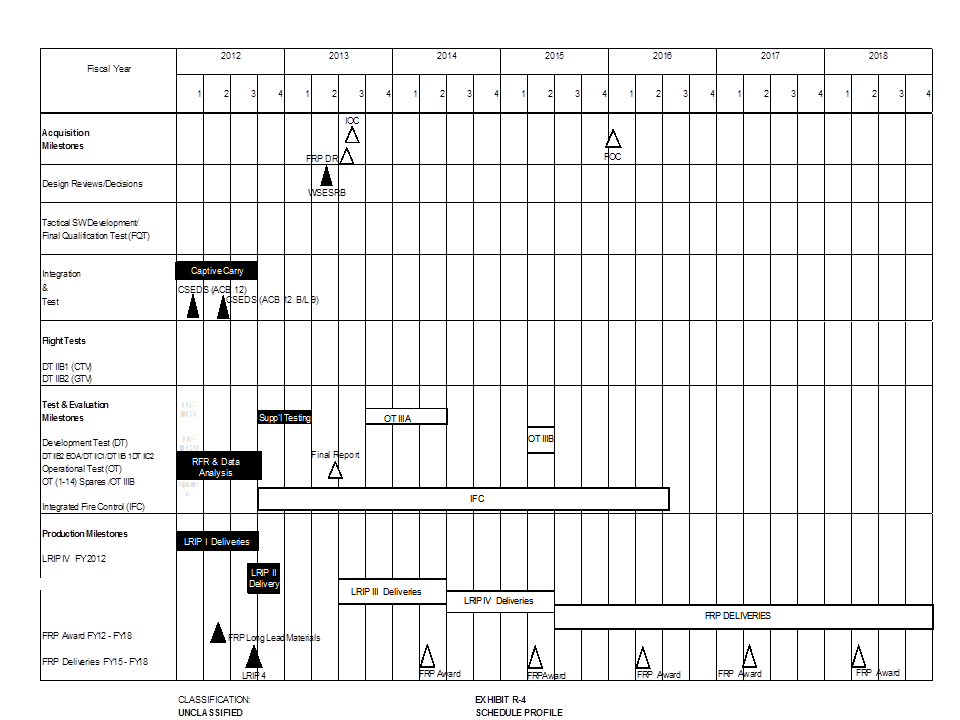 Fiscal Year
2012 2013 2014 2015 2016 2017 2018
1 2 3 4 1 2 3 4 1 2 3 4 1 2 3 4 1 2 3 4 1 2 3 4 1 2 3 4
Acquisition
Milestones
IOC
FRP DR
FOC
Design Reviews/Decisions
WSESRB
Tactical SW Development/
Final Qualification Test (FQT)
Integration
&
Test
Captive Carry
CSEDS (ACB 12)
CSEDS (ACB 12 B/L 9)
Flight Tests
DT IIB1 (CTV)
DT IIB2 (GTV)
Test & Evaluation
Milestones
Supp'l Testing
OT IIIA
Development Test (DT)
DT IIB2 EOA/DT IIC1/DT IIB 1DT IIC2
Operational Test (OT)
OT (1-14) Spares /OT IIIB
OT IIIB
RFR & Data
Analysis
Final Report
Integrated Fire Control (IFC)
IFC
Production Milestones
LRIP I Deliveries
LRIP IV FY2012
LRIP II
Delivery
LRIP III Deliveries
LRIP IV Deliveries
FRP DELIVERIES
FRP Award FY12 - FY18
FRP Long Lead Materials
FRP Deliveries FY15 - FY18
LRIP 4
FRP Award
FRP Award
FRP Award
FRP Award
FRP Award
CLASSIFICATION:
UNCLASSIFIED
EXHIBIT R-4
SCHEDULE PROFILE